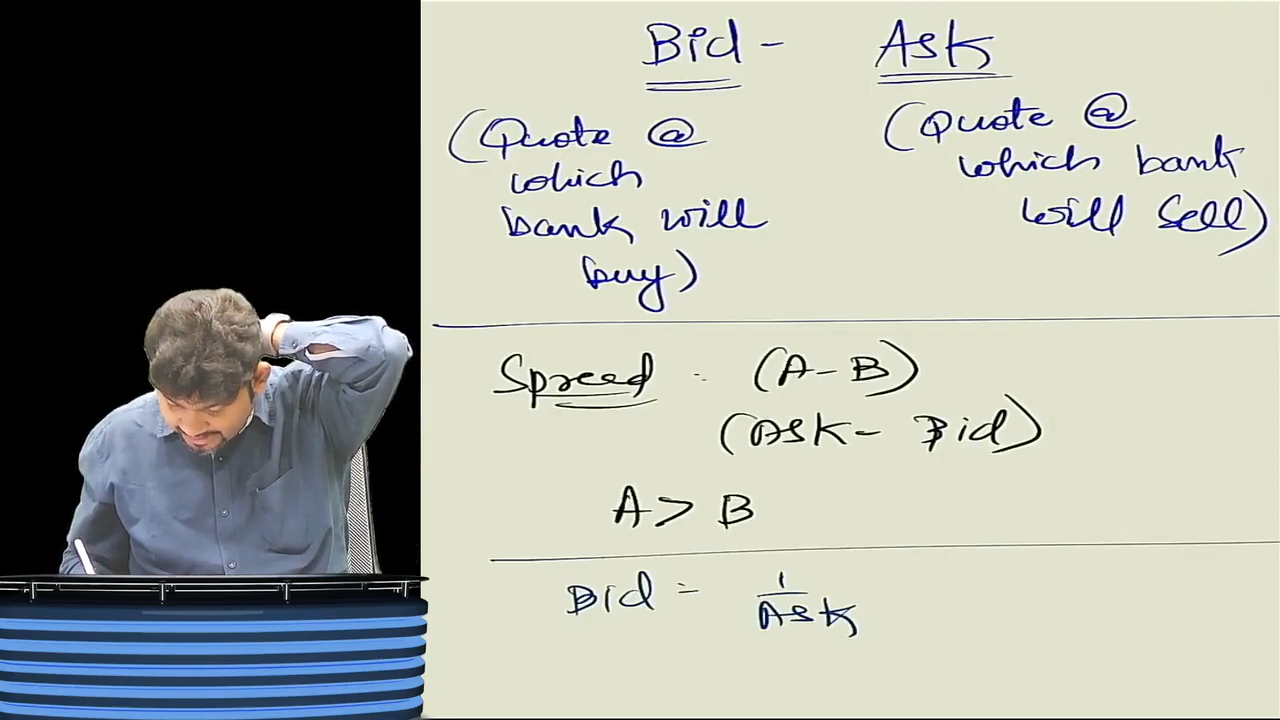 Bid - Ask
(Quote @
which
bank will
buy)
(Quote @
which bank
will sell)
Spread : (A - B)
(Ask - Bid)
A > B
Bid = 1/Ask